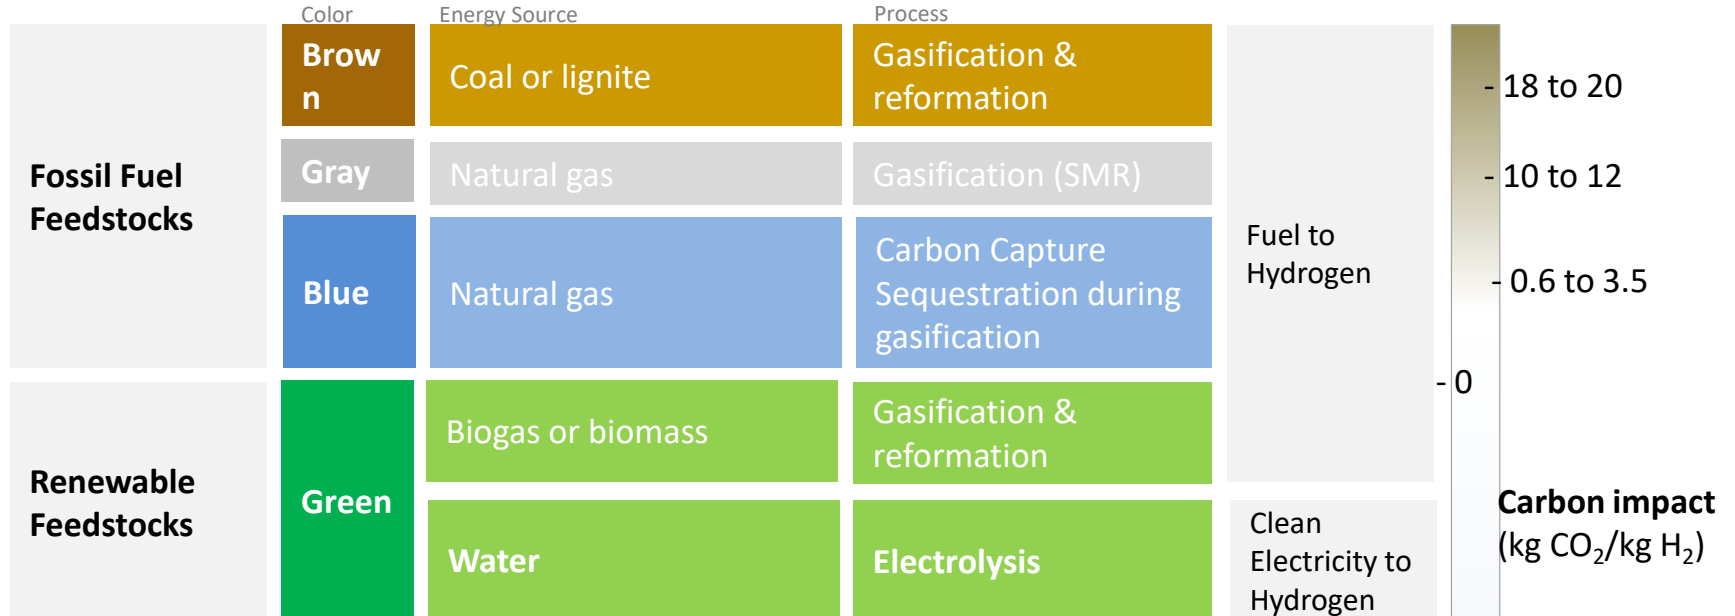 Color
Energy Source
Process
Fossil Fuel
Feedstocks
Brow
n
Coal or lignite
Gasification &
reformation
Gray
Natural gas
Gasification (SMR)
Blue
Natural gas
Carbon Capture
Sequestration during
gasification
Fuel to
Hydrogen
Renewable
Feedstocks
Green
Biogas or biomass
Gasification &
reformation
Water
Electrolysis
Clean
Electricity to
Hydrogen
- 18 to 20
- 10 to 12
- 0.6 to 3.5
- 0
Carbon impact
(kg CO₂/kg H₂)